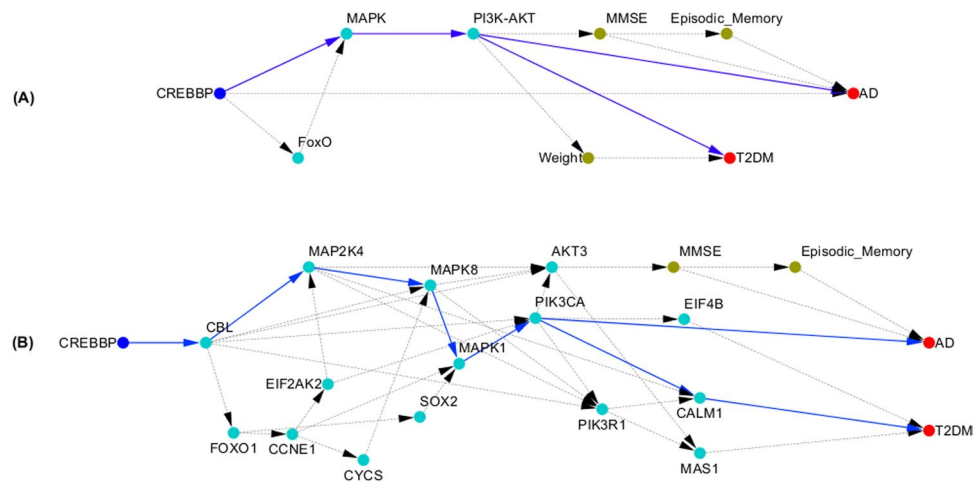 MAPK
PI3K-AKT
MMSE
Episodic_Memory
(A)
CREBBP
AD
FoxO
Weight
T2DM
MAP2K4
AKT3
MMSE
Episodic_Memory
MAPK8
PIK3CA
EIF4B
CBL
(B)
CREBBP
AD
MAPK1
EIF2AK2
SOX2
CALM1
PIK3R1
T2DM
FOXO1
CCNE1
CYCS
MAS1